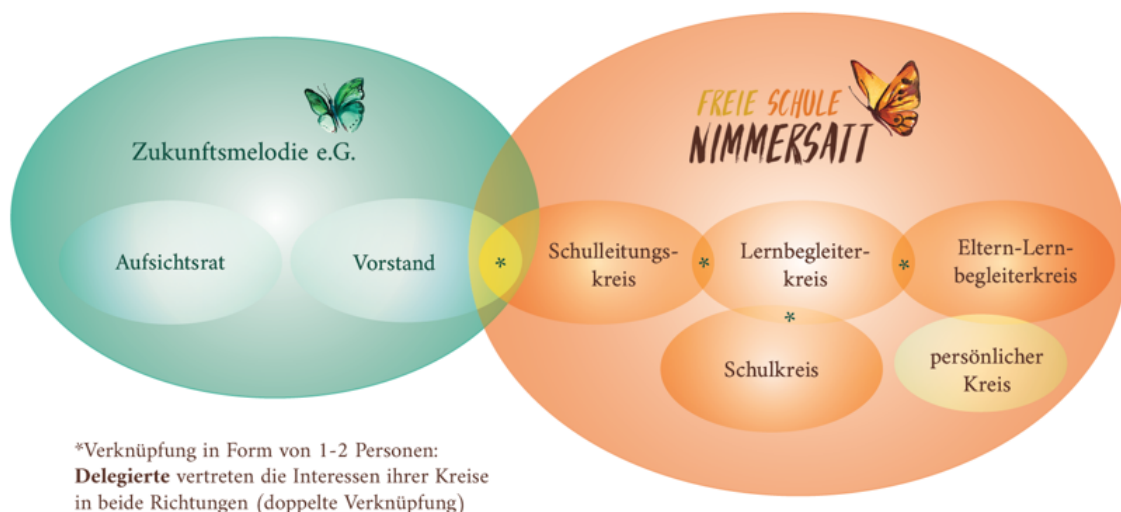 Zukunftsmelodie e.G.
Aufsichtsrat
Vorstand
*
FREIE SCHULE
NIMMERSATT
Schulleitungs-
kreis
*
Lernbegleiter-
kreis
*
Eltern-Lern-
begleiterkreis
*
Schulkreis
persönlicher
Kreis
*Verknüpfung in Form von 1-2 Personen:
Delegierte vertreten die Interessen ihrer Kreise
in beide Richtungen (doppelte Verknüpfung)